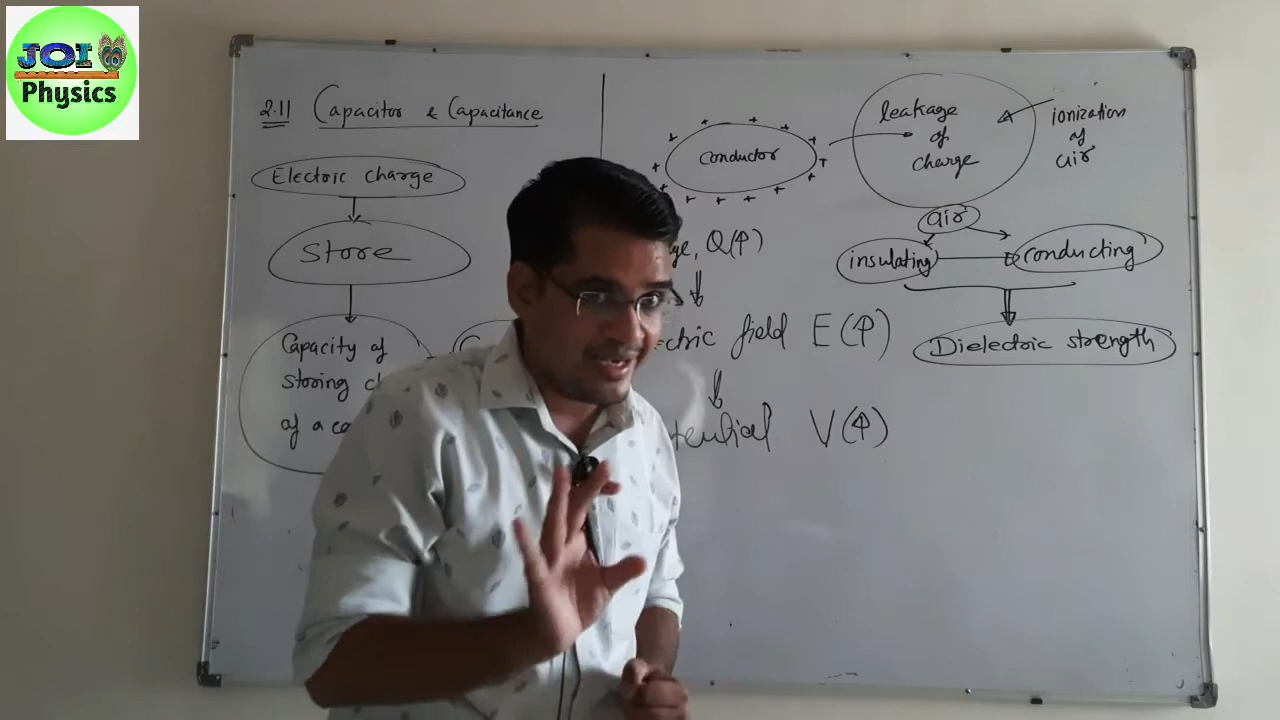 JOI
Physics
2.11 Capacitor & Capacitance
Electric charge
Store
Capacity of
storing
of a
+ + + + + + + + + + + + + +
Conductor
leakage
of
charge
ionization
of
air
air
insulating
conducting
Dielectric strength
Q(↑)
field E(↑)
V(↑)